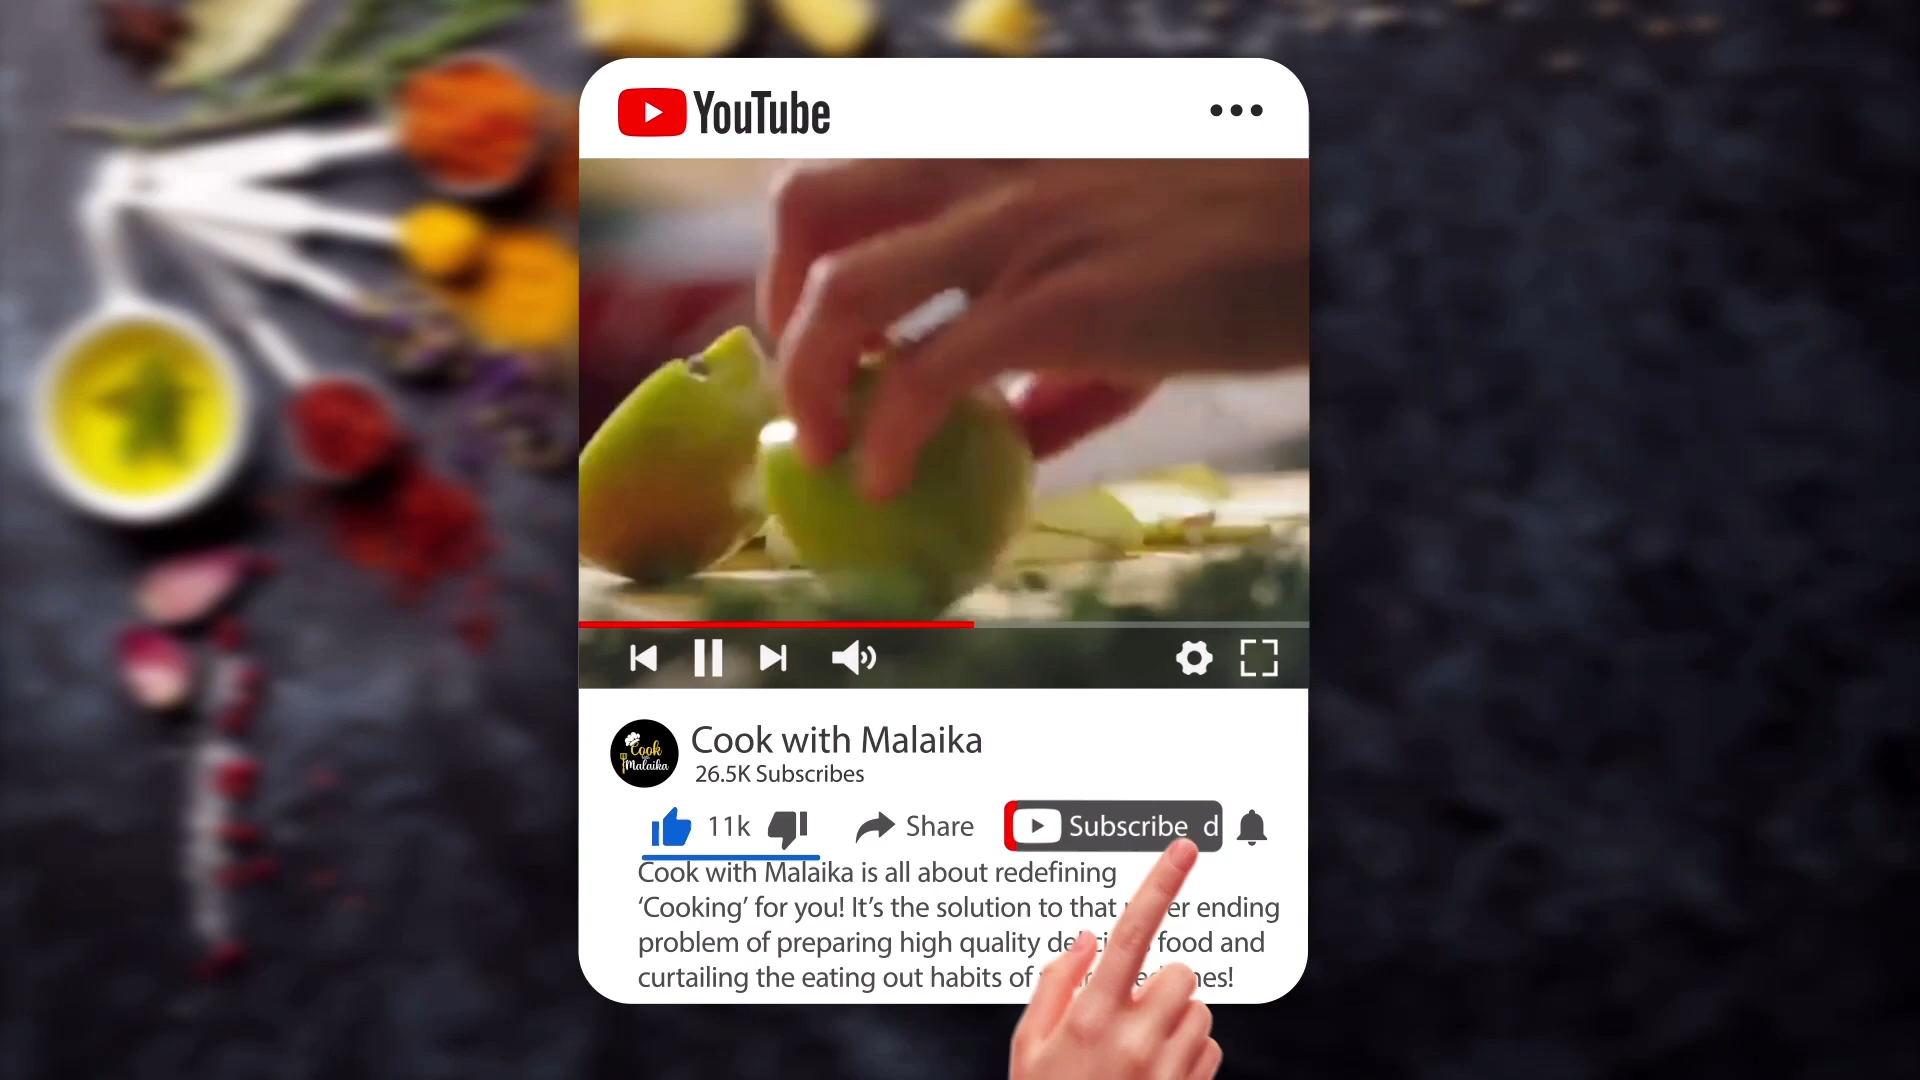 YouTube
Cook with Malaika
26.5K Subscribes
Cook
Malaika
11k
Share
Subscribe d
Cook with Malaika is all about redefining
‘Cooking’ for you! It’s the solution to that ending
problem of preparing high quality food and
curtailing the eating out habits of